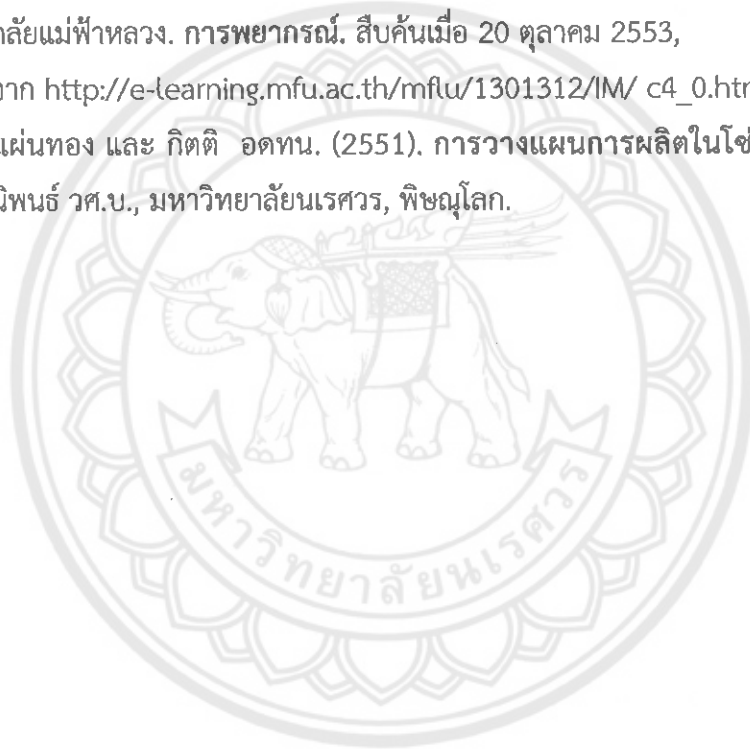 ลัยแม่ฟ้าหลวง. การพยากรณ์. สืบค้นเมื่อ 20 ตุลาคม 2553,
จาก http://e-learning.mfu.ac.th/mflu/1301312/IM/ c4_0.htm
แผ่นทอง และ กิตติ อดทน. (2551). การวางแผนการผลิตในโซ่
นิพนธ์ วศ.บ., มหาวิทยาลัยนเรศวร, พิษณุโลก.
มหาวิทยาลัยนเรศวร